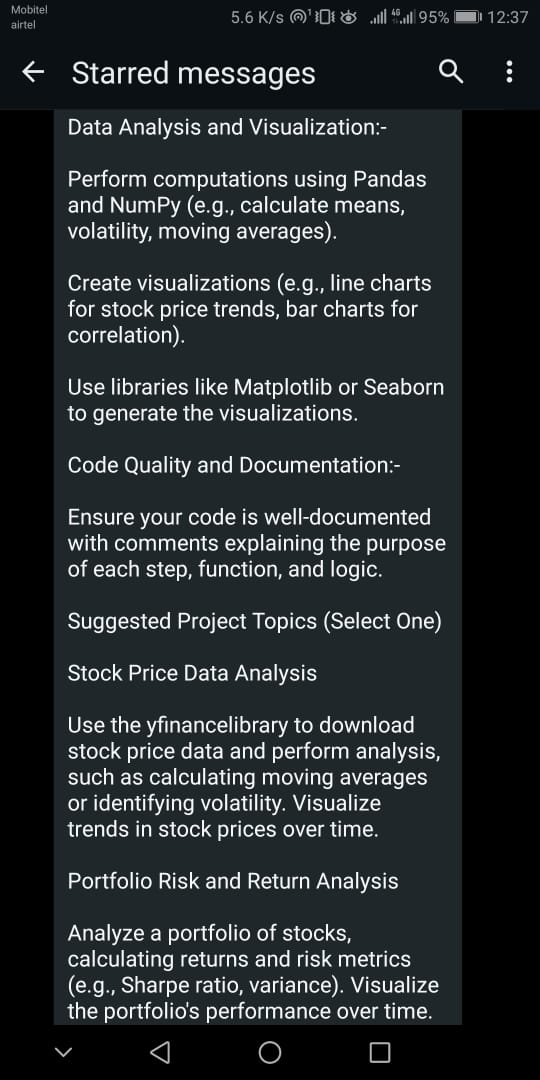 Mobitel
airtel
5.6 K/s 4G 95% 12:37
Starred messages
Data Analysis and Visualization:-
Perform computations using Pandas
and NumPy (e.g., calculate means,
volatility, moving averages).
Create visualizations (e.g., line charts
for stock price trends, bar charts for
correlation).
Use libraries like Matplotlib or Seaborn
to generate the visualizations.
Code Quality and Documentation:-
Ensure your code is well-documented
with comments explaining the purpose
of each step, function, and logic.
Suggested Project Topics (Select One)
Stock Price Data Analysis
Use the yfinancelibrary to download
stock price data and perform analysis,
such as calculating moving averages
or identifying volatility. Visualize
trends in stock prices over time.
Portfolio Risk and Return Analysis
Analyze a portfolio of stocks,
calculating returns and risk metrics
(e.g., Sharpe ratio, variance). Visualize
the portfolio's performance over time.